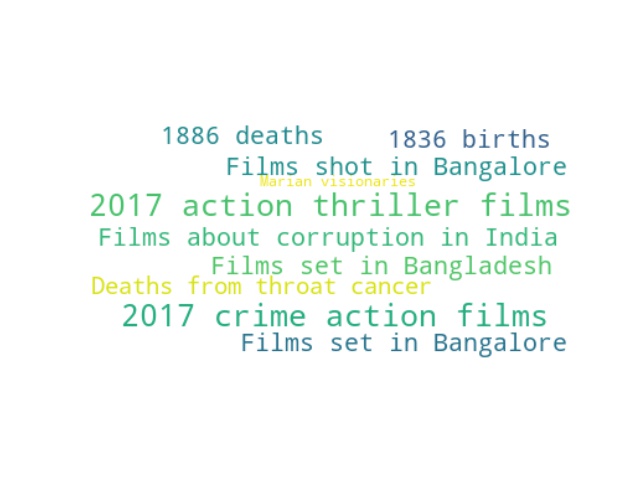 1886 deaths
1836 births
Films shot in Bangalore
Marian visionaries
2017 action thriller films
Films about corruption in India
Films set in Bangladesh
Deaths from throat cancer
2017 crime action films
Films set in Bangalore